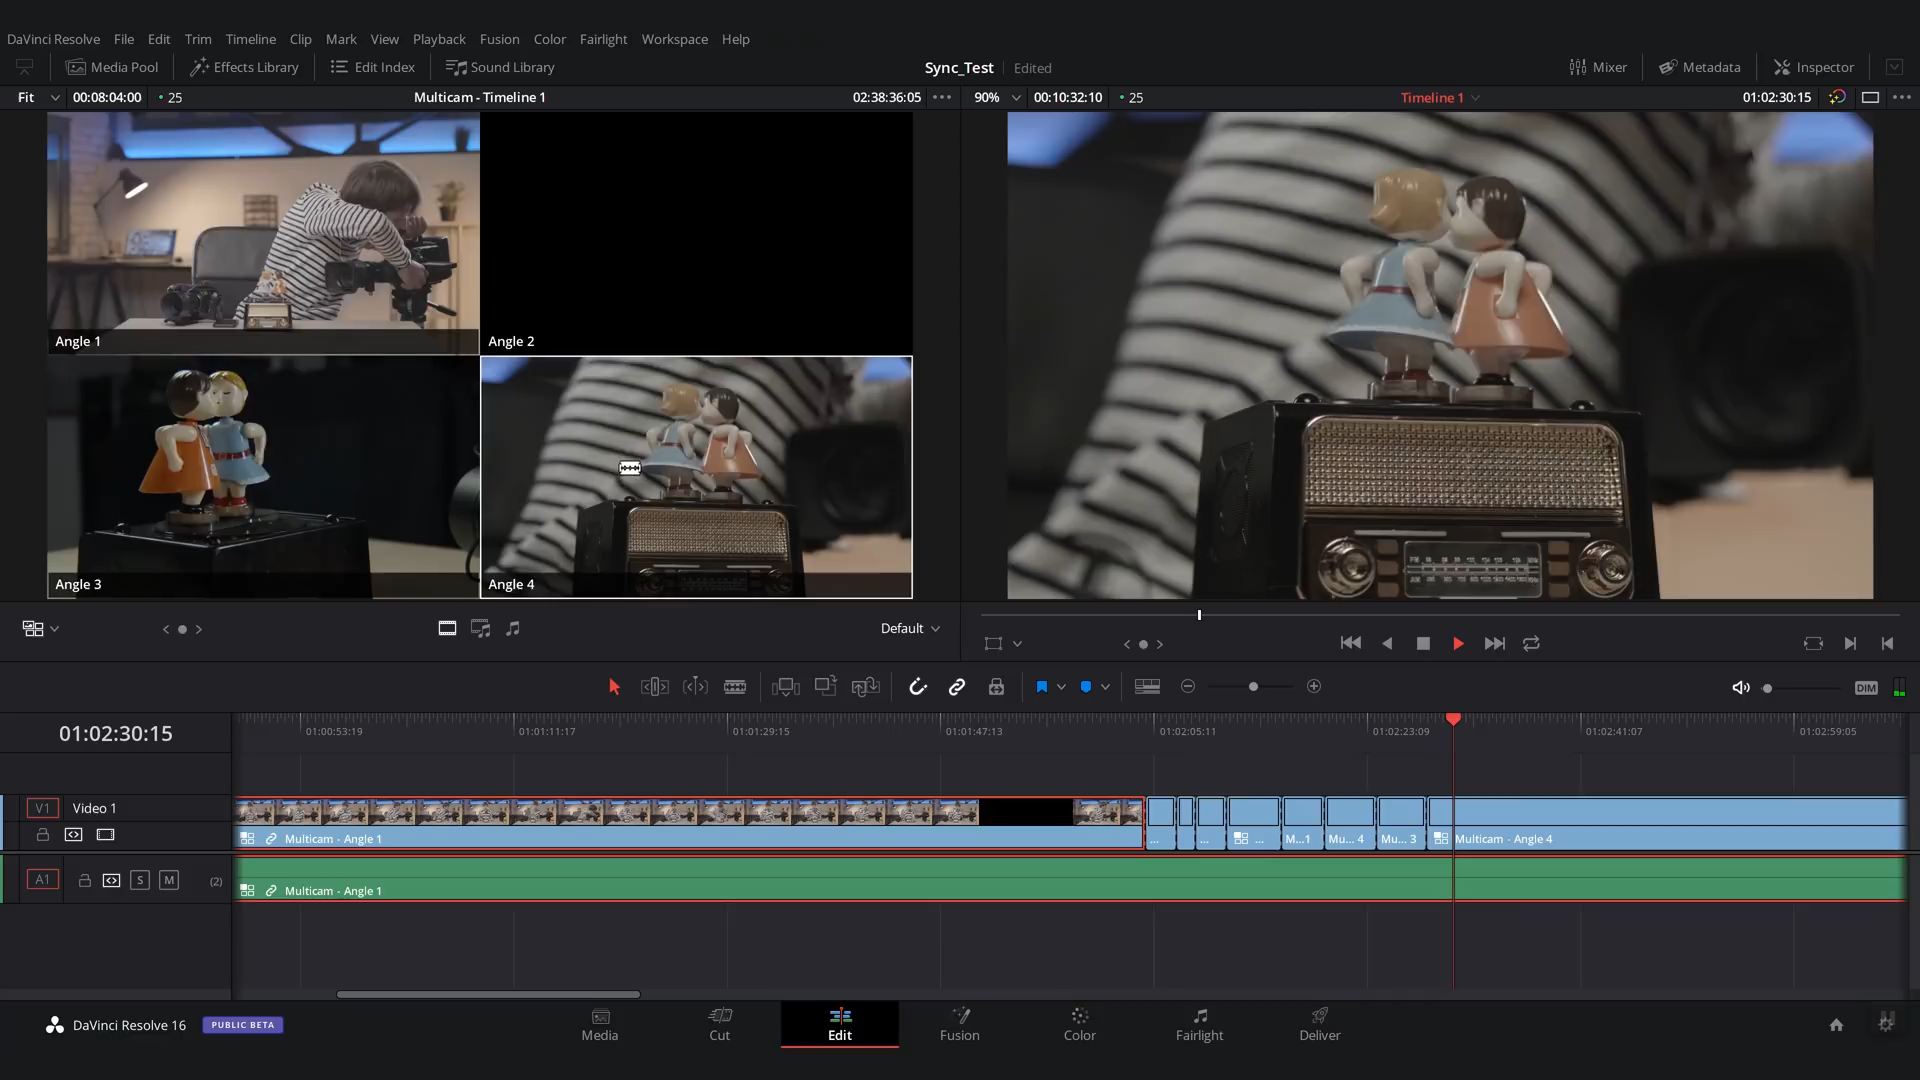 DaVinci Resolve File Edit Trim Timeline Clip Mark View Playback Fusion Color Fairlight Workspace Help
Media Pool Effects Library Edit Index Sound Library Sync_Test Edited Mixer Metadata Inspector
Fit 00:08:04:00 25 Multicam - Timeline 1 02:38:36:05 ••• 90% 00:10:32:10 25 Timeline 1 01:02:30:15 •••
Angle 1 Angle 2
Angle 3 Angle 4
Default
DIM
01:02:30:15 01:00:53:19 01:01:11:17 01:01:29:15 01:01:47:13 01:02:05:11 01:02:23:09 01:02:41:07 01:02:59:05
V1 Video 1
Multicam - Angle 1 ... ... ... M...1 Mu... 4 Mu... 3 Multicam - Angle 4
A1 S M (2)
Multicam - Angle 1
DaVinci Resolve 16 PUBLIC BETA Media Cut Edit Fusion Color Fairlight Deliver